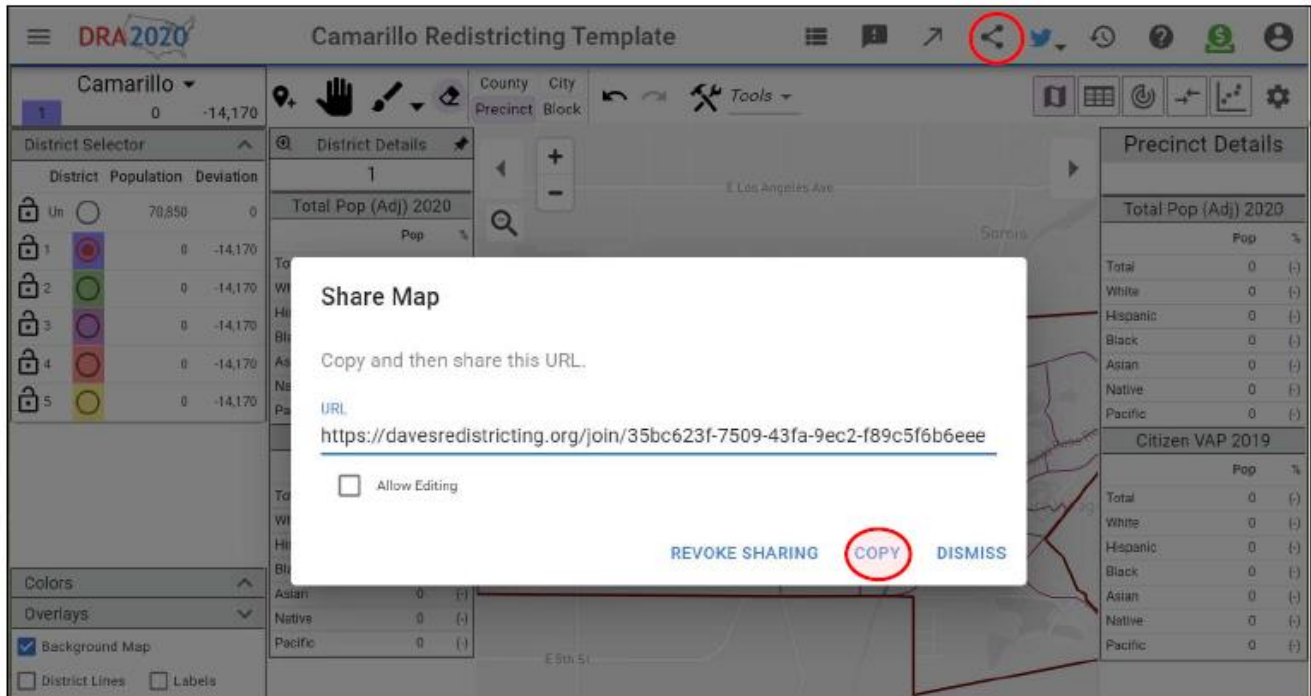 DRA 2020
Camarillo Redistricting Template
Camarillo
1 0 -14,170
County City
Precinct Block
Tools
District Selector
District Population Deviation
Un 70,850 0
1 0 -14,170
2 0 -14,170
3 0 -14,170
4 0 -14,170
5 0 -14,170
Colors
Overlays
Background Map
District Lines Labels
District Details
1
Total Pop (Adj) 2020
Pop %
Asian 0 (-)
Native 0 (-)
Pacific 0 (-)
E Los Angeles Ave
Somis
E 5th St
Share Map
Copy and then share this URL.
URL
https://davesredistricting.org/join/35bc623f-7509-43fa-9ec2-f89c5f6b6eee
Allow Editing
REVOKE SHARING COPY DISMISS
Precinct Details
Total Pop (Adj) 2020
Pop %
Total 0 (-)
White 0 (-)
Hispanic 0 (-)
Black 0 (-)
Asian 0 (-)
Native 0 (-)
Pacific 0 (-)
Citizen VAP 2019
Pop %
Total 0 (-)
White 0 (-)
Hispanic 0 (-)
Black 0 (-)
Asian 0 (-)
Native 0 (-)
Pacific 0 (-)